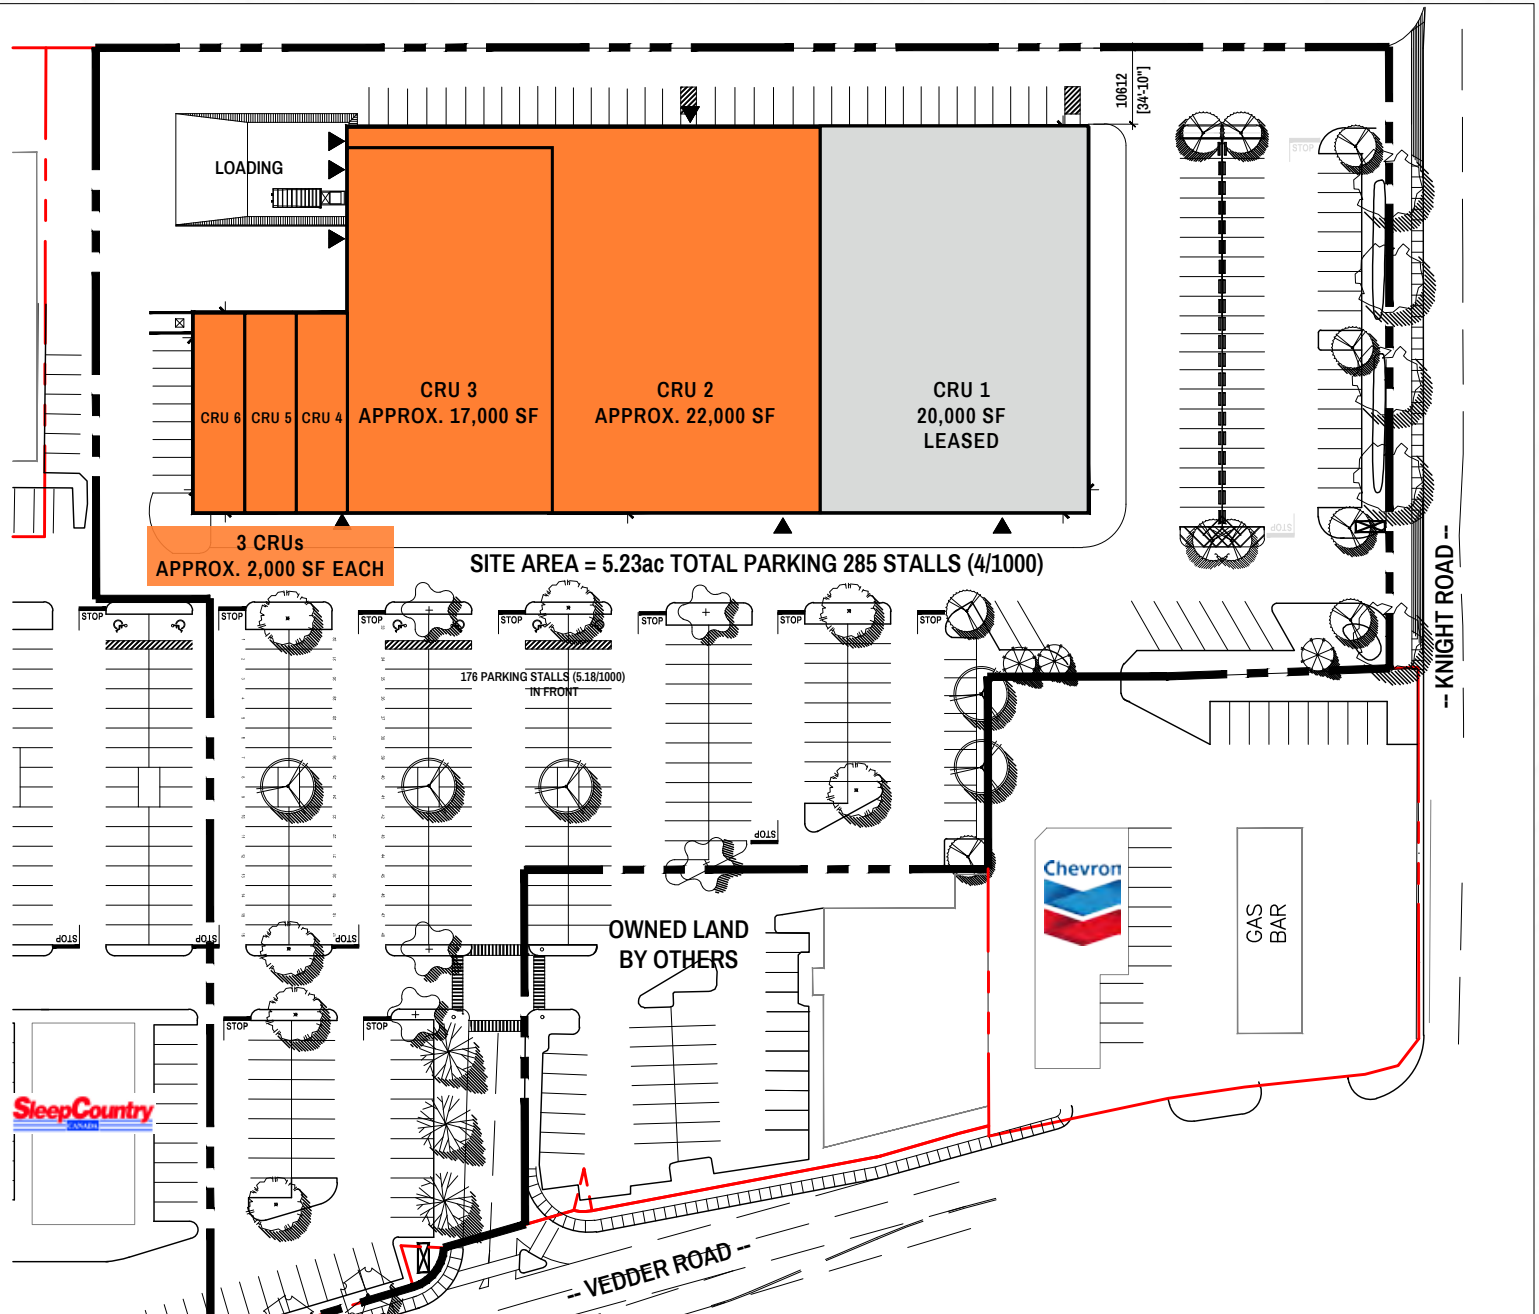 10612
[34'-10"]
LOADING
STOP
CRU 3
APPROX. 17,000 SF
CRU 2
APPROX. 22,000 SF
CRU 1
20,000 SF
LEASED
CRU 6
CRU 5
CRU 4
STOP
3 CRUs
APPROX. 2,000 SF EACH
SITE AREA = 5.23ac TOTAL PARKING 285 STALLS (4/1000)
-- KNIGHT ROAD --
STOP
STOP
STOP
STOP
STOP
STOP
STOP
176 PARKING STALLS (5.18/1000)
IN FRONT
STOP
Chevron
GAS
BAR
OWNED LAND
BY OTHERS
STOP
STOP
STOP
STOP
STOP
SleepCountry
CANADA
-- VEDDER ROAD --